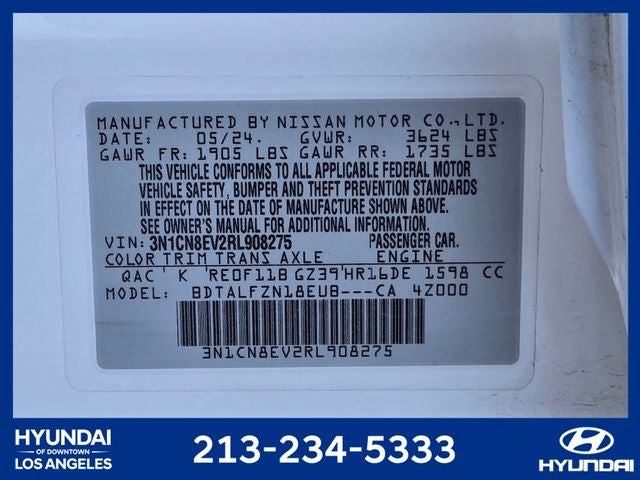 MANUFACTURED BY NISSAN MOTOR CO.,LTD.
DATE: 05/24. GVWR: 3624 LBS
GAWR FR: 1905 LBS GAWR RR: 1735 LBS
THIS VEHICLE CONFORMS TO ALL APPLICABLE FEDERAL MOTOR
VEHICLE SAFETY, BUMPER AND THEFT PREVENTION STANDARDS
IN EFFECT ON THE DATE OF MANUFACTURE SHOWN ABOVE.
SEE OWNER'S MANUAL FOR ADDITIONAL INFORMATION.
VIN: 3N1CN8EV2RL908275 PASSENGER CAR.
COLOR TRIM TRANS AXLE ENGINE
QAC K RE0F11B GZ39 HR16DE 1598 CC
MODEL: BDTALFZN18EUB---CA 4Z000
3N1CN8EV2RL908275
HYUNDAI
OF DOWNTOWN
LOS ANGELES
213-234-5333
HYUNDAI